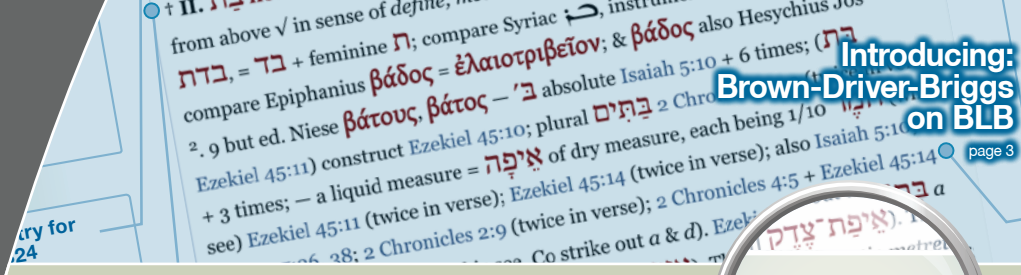 † II.
from above √ in sense of define,
בדת, = בד + feminine ת; compare Syriac
compare Epiphanius βάδος = ἐλαιοτριβεῖον; & βάδος also Hesychius Jos
². 9 but ed. Niese βάτους, βάτος — בַּ׳ absolute Isaiah 5:10 + 6 times; (בַּת
Ezekiel 45:11) construct Ezekiel 45:10; plural בַּתִּים 2 Chro
+ 3 times; — a liquid measure = אֵיפָה of dry measure, each being 1/10
see) Ezekiel 45:11 (twice in verse); Ezekiel 45:14 (twice in verse); also Isaiah 5:10
38; 2 Chronicles 2:9 (twice in verse); 2 Chronicles 4:5 + Ezekiel 45:14
Co strike out a & d). Ezek a
אֵיפַת־צֶדֶק).
Introducing:
Brown-Driver-Briggs
on BLB
page 3
try for
24